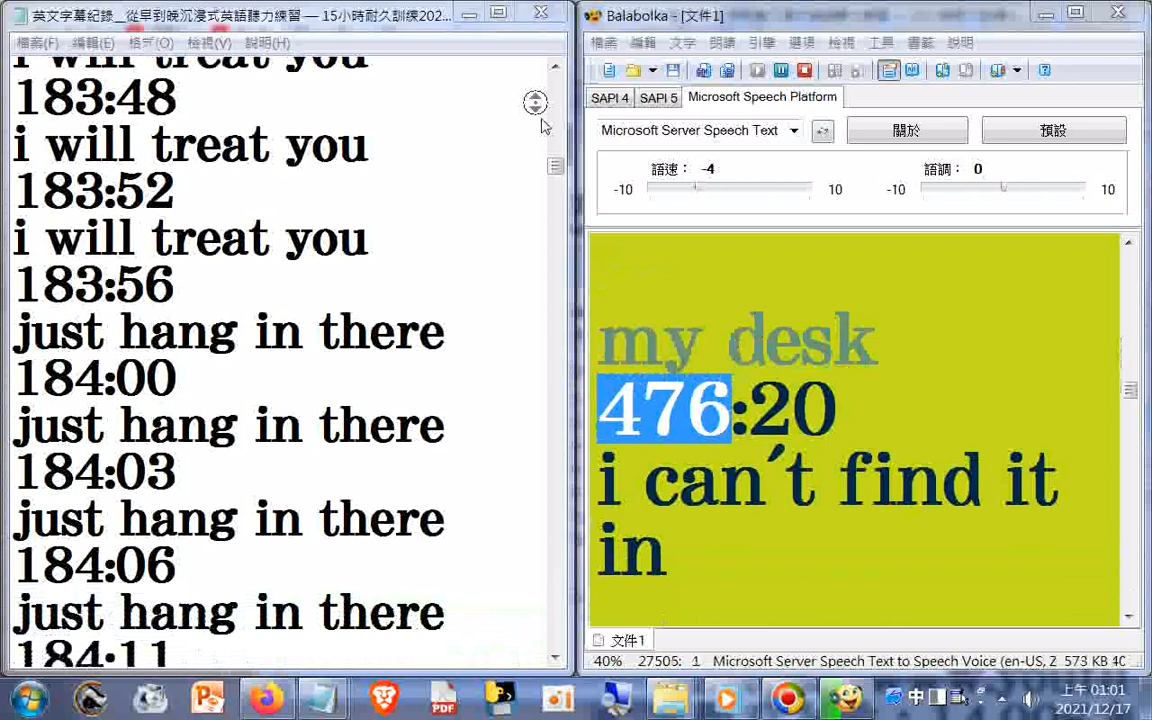 英文字幕紀錄__從早到晚沉浸式英語聽力練習 — 15小時耐久訓練202...
檔案(F) 編輯(E) 格式(O) 檢視(V) 說明(H)
i will treat you
183:48
i will treat you
183:52
i will treat you
183:56
just hang in there
184:00
just hang in there
184:03
just hang in there
184:06
just hang in there
184:11
Balabolka - [文件1]
檔案 編輯 文字 朗讀 引擎 選項 檢視 工具 書籤 說明
SAPI 4 SAPI 5 Microsoft Speech Platform
Microsoft Server Speech Text 關於 預設
語速： -4 語調： 0
-10 10 -10 10
my desk
476:20
i can't find it
in
文件1
40% 27505: 1 Microsoft Server Speech Text to Speech Voice (en-US, Z 573 KB
PDF
中
上午 01:01
2021/12/17